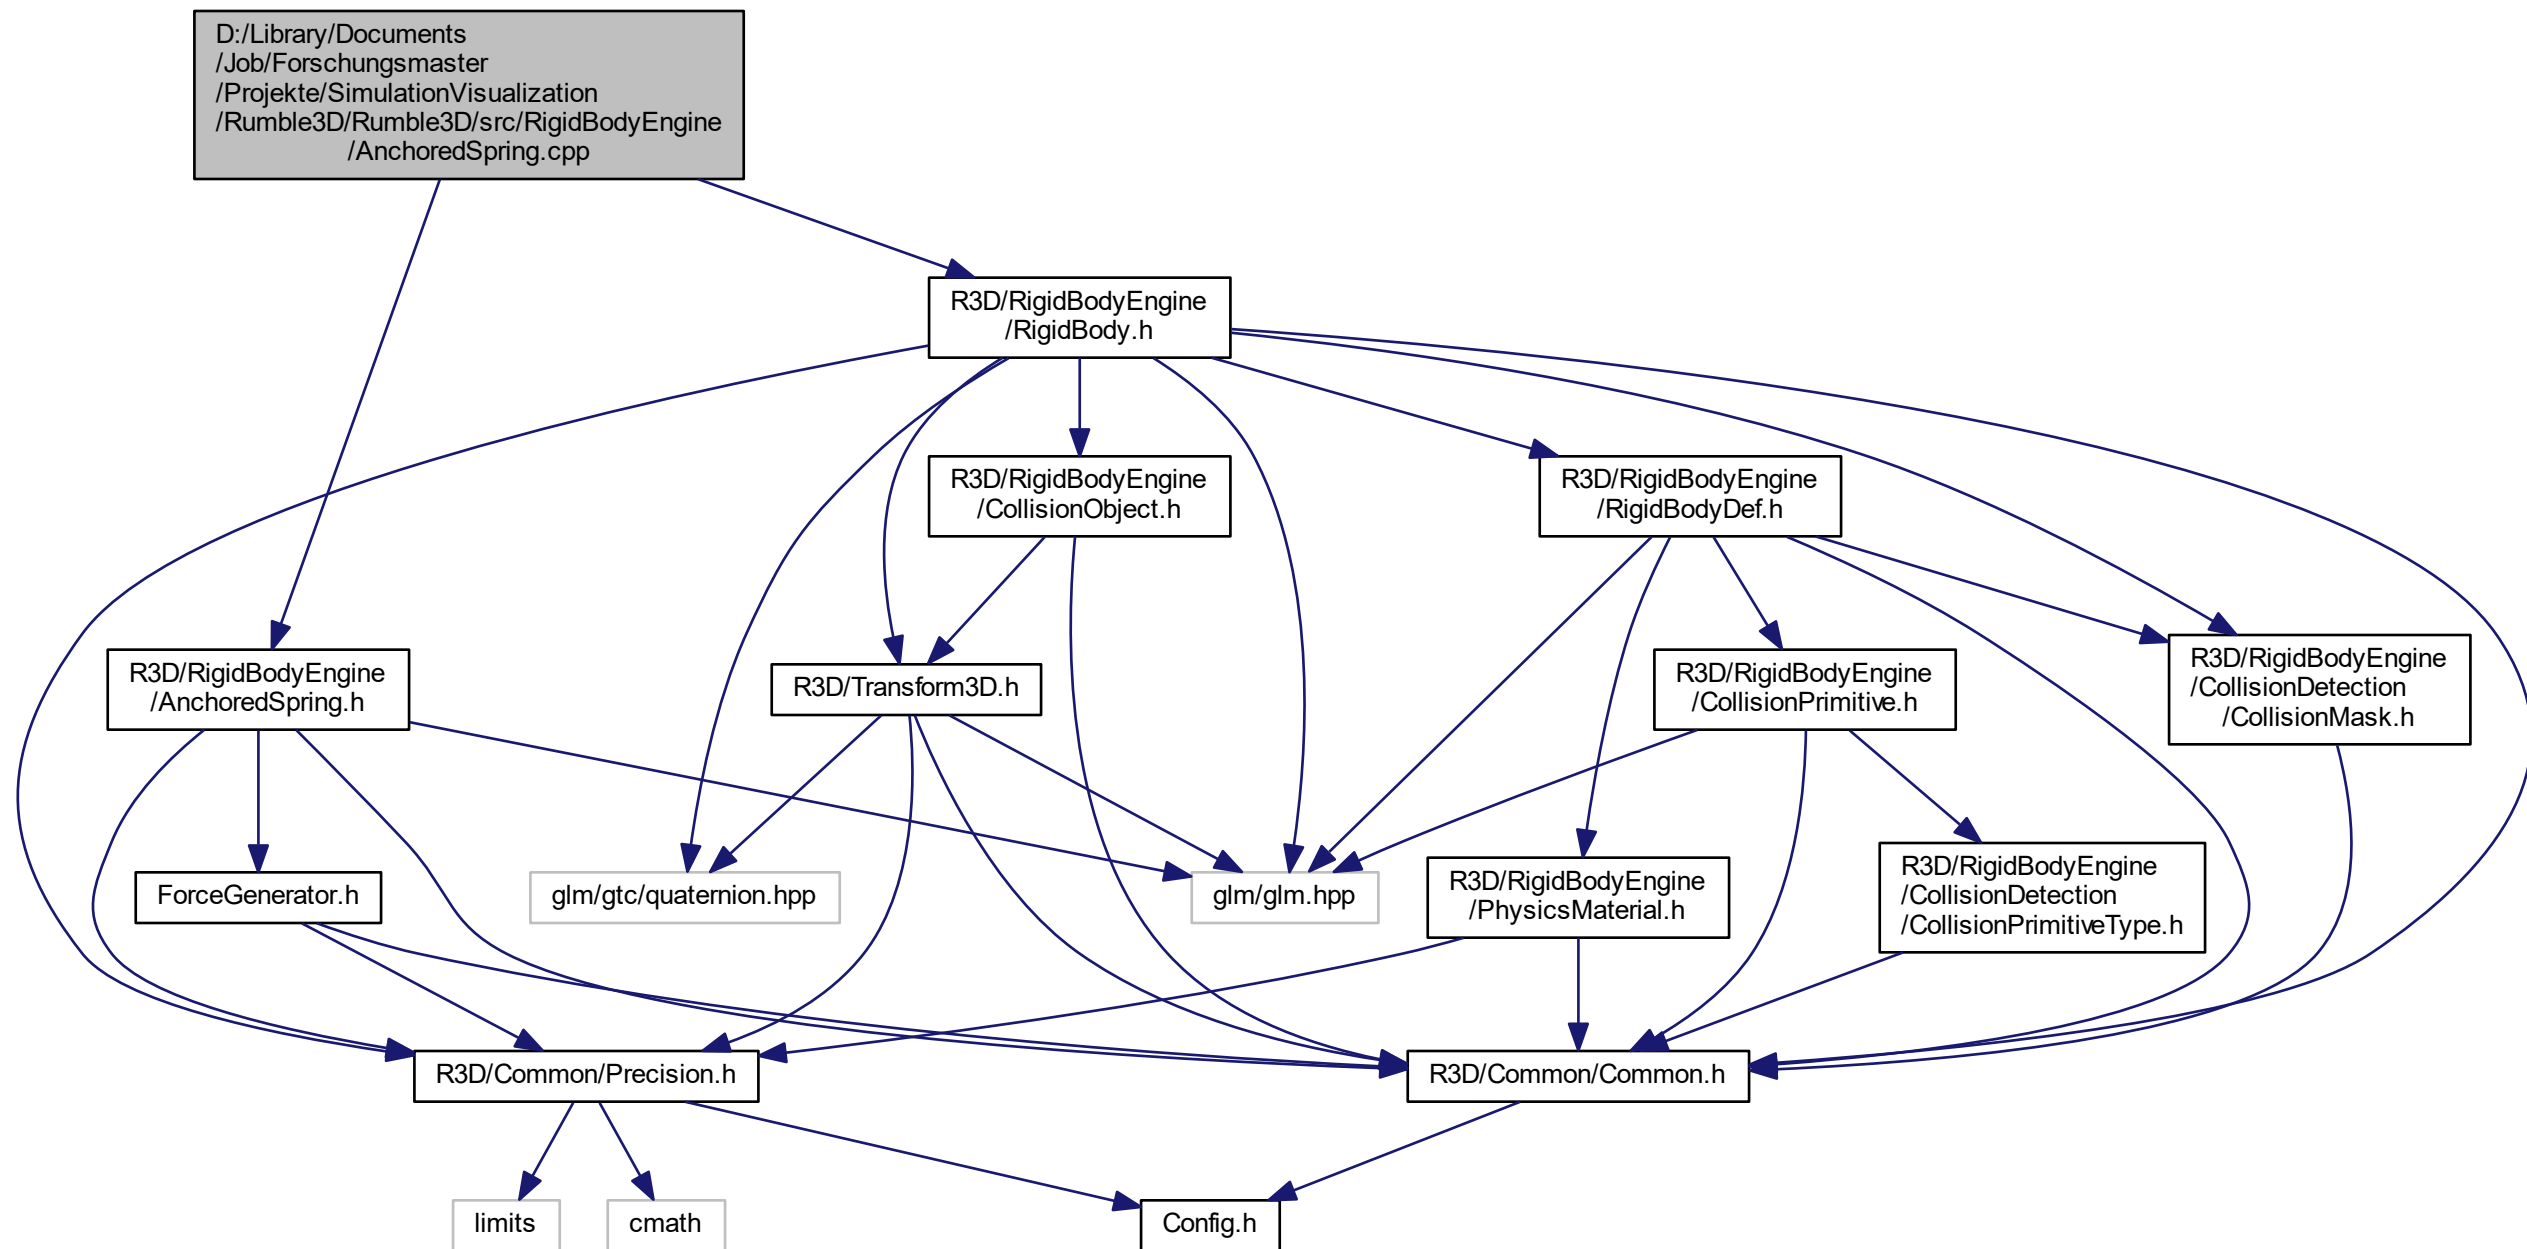 D:/Library/Documents
/Job/Forschungsmaster
/Projekte/SimulationVisualization
/Rumble3D/Rumble3D/src/RigidBodyEngine
/AnchoredSpring.cpp
R3D/RigidBodyEngine
/RigidBody.h
R3D/RigidBodyEngine
/CollisionObject.h
R3D/RigidBodyEngine
/RigidBodyDef.h
R3D/RigidBodyEngine
/AnchoredSpring.h
R3D/Transform3D.h
R3D/RigidBodyEngine
/CollisionPrimitive.h
R3D/RigidBodyEngine
/CollisionDetection
/CollisionMask.h
ForceGenerator.h
glm/gtc/quaternion.hpp
glm/glm.hpp
R3D/RigidBodyEngine
/PhysicsMaterial.h
R3D/RigidBodyEngine
/CollisionDetection
/CollisionPrimitiveType.h
R3D/Common/Precision.h
R3D/Common/Common.h
limits
cmath
Config.h